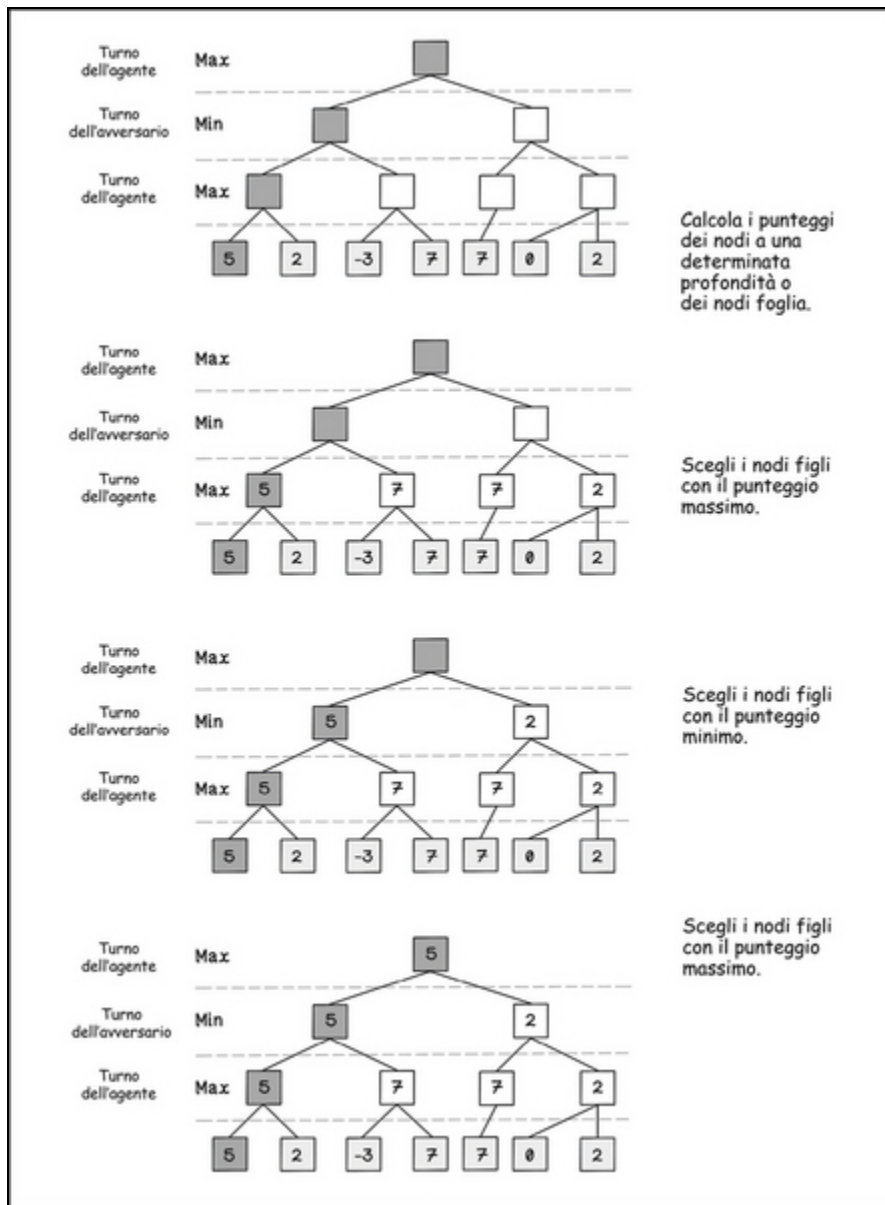 Turno
dell'agente
Max
Turno
dell'avversario
Min
Turno
dell'agente
Max
5 2 -3 7 7 0 2
Calcola i punteggi
dei nodi a una
determinata
profondità o
dei nodi foglia.
Turno
dell'agente
Max
Turno
dell'avversario
Min
Turno
dell'agente
Max 5 7 7 2
5 2 -3 7 7 0 2
Scegli i nodi figli
con il punteggio
massimo.
Turno
dell'agente
Max
Turno
dell'avversario
Min 5 2
Turno
dell'agente
Max 5 7 7 2
5 2 -3 7 7 0 2
Scegli i nodi figli
con il punteggio
minimo.
Turno
dell'agente
Max 5
Turno
dell'avversario
Min 5 2
Turno
dell'agente
Max 5 7 7 2
5 2 -3 7 7 0 2
Scegli i nodi figli
con il punteggio
massimo.